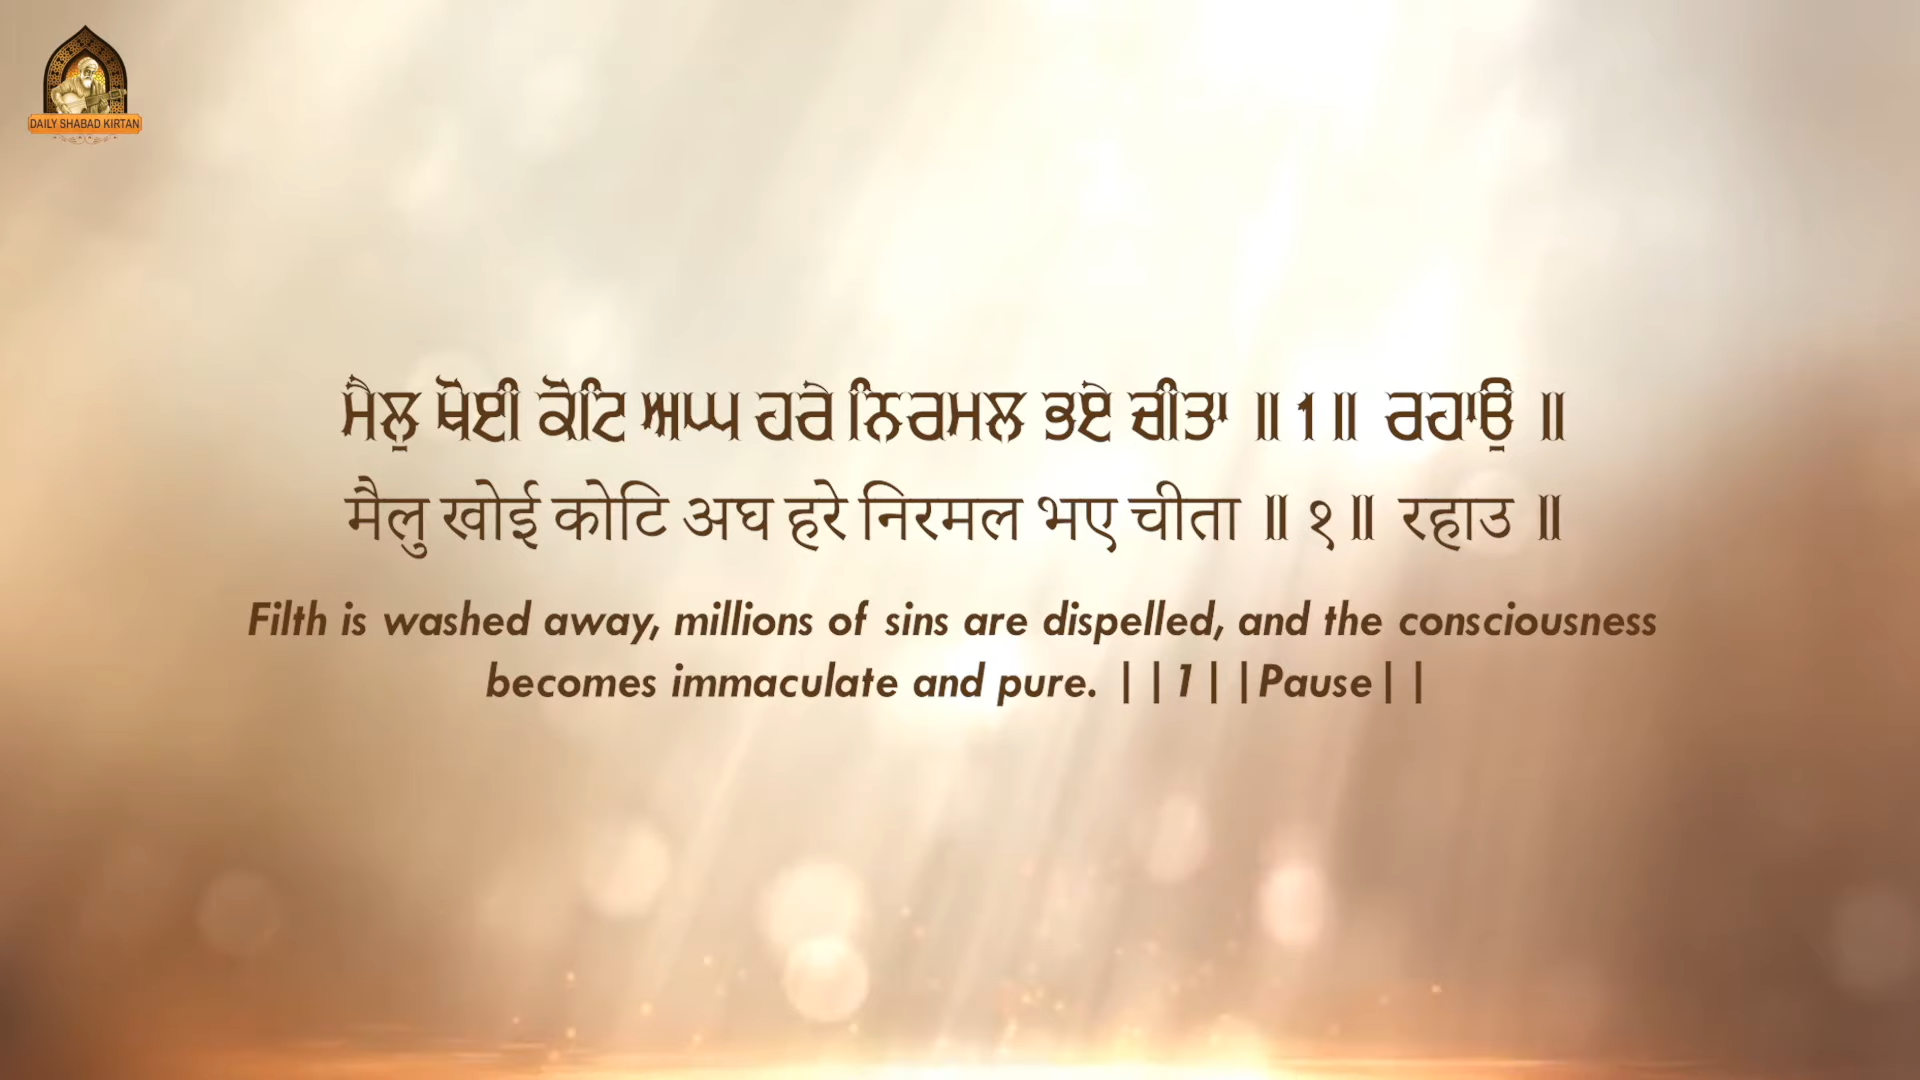 DAILY SHABAD KIRTAN
ਮੈਲੁ ਖੋਈ ਕੋਟਿ ਅਘ ਹਰੇ ਨਿਰਮਲ ਭਏ ਚੀਤਾ ॥ 1 ॥ ਰਹਾਉ ॥
मैलु खोई कोटि अघ हरे निरमल भए चीता ॥ १ ॥ रहाउ ॥
Filth is washed away, millions of sins are dispelled, and the consciousness
becomes immaculate and pure. ||1||Pause||